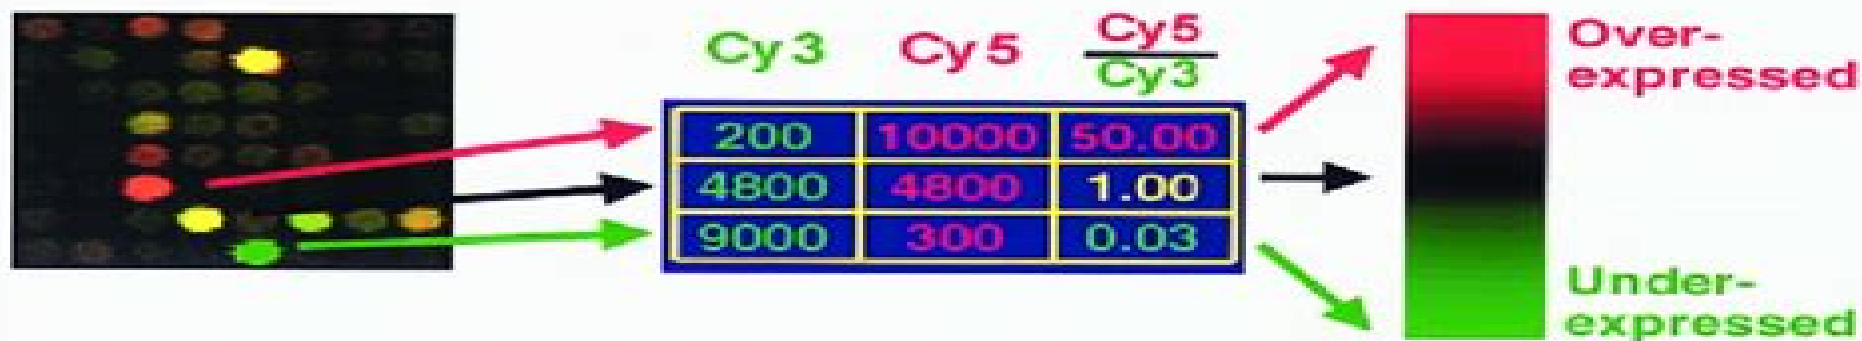 Cy3 Cy5 Cy5
Cy3
200 10000 50.00
4800 4800 1.00
9000 300 0.03
Over-
expressed
Under-
expressed